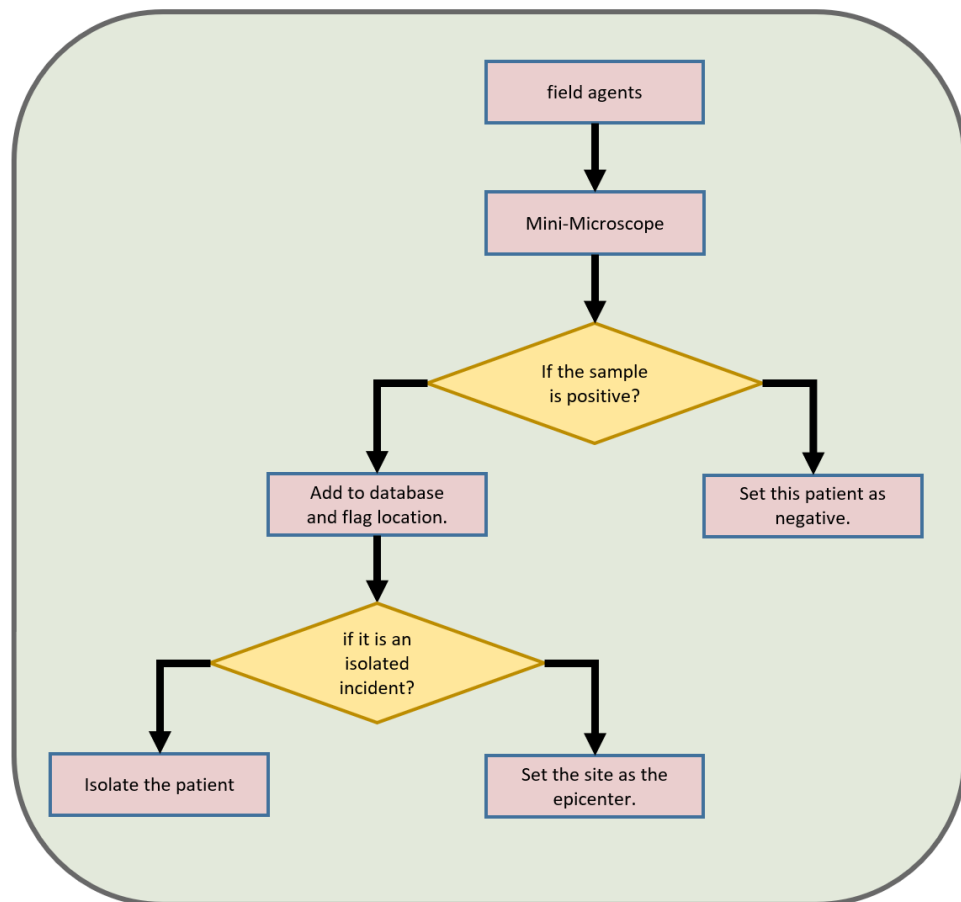 field agents
Mini-Microscope
If the sample
is positive?
Add to database
and flag location.
Set this patient as
negative.
if it is an
isolated
incident?
Isolate the patient
Set the site as the
epicenter.